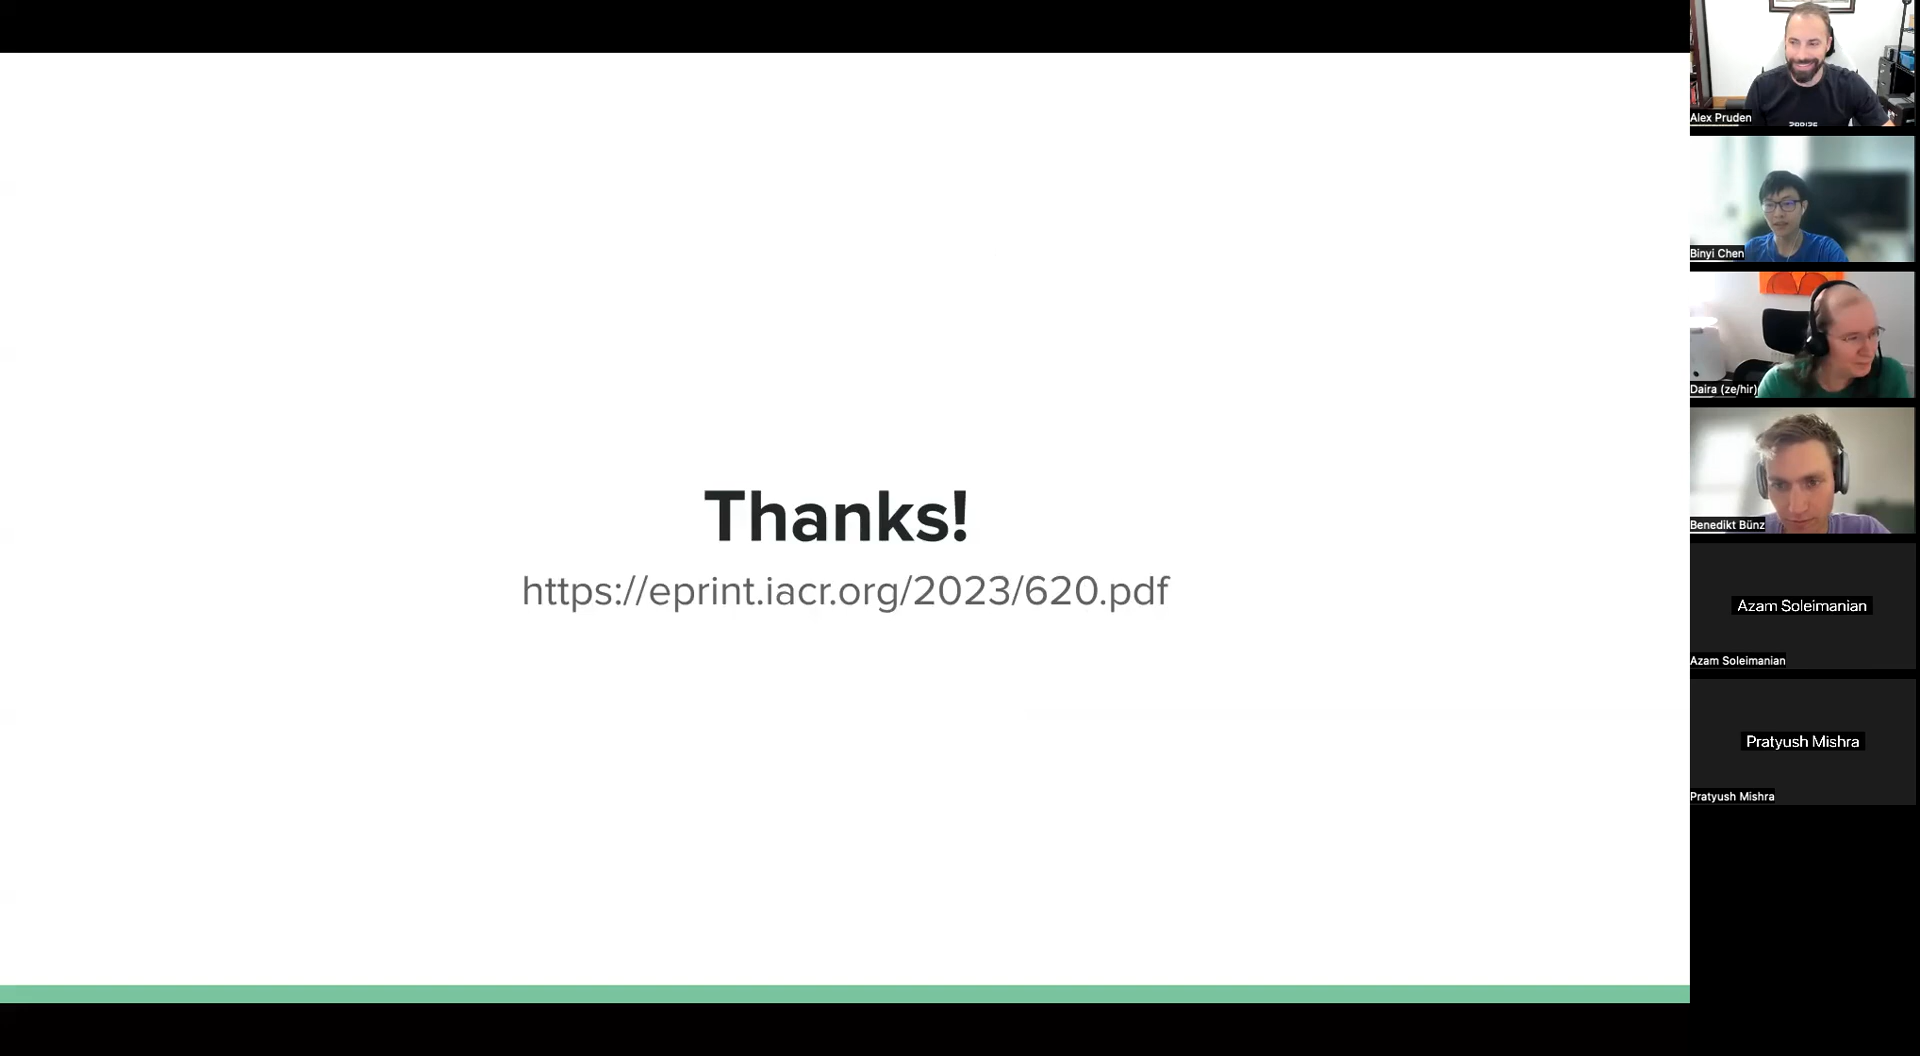 Thanks!
https://eprint.iacr.org/2023/620.pdf
Alex Pruden
Binyi Chen
Daira (ze/hir)
Benedikt Bünz
Azam Soleimanian
Azam Soleimanian
Pratyush Mishra
Pratyush Mishra